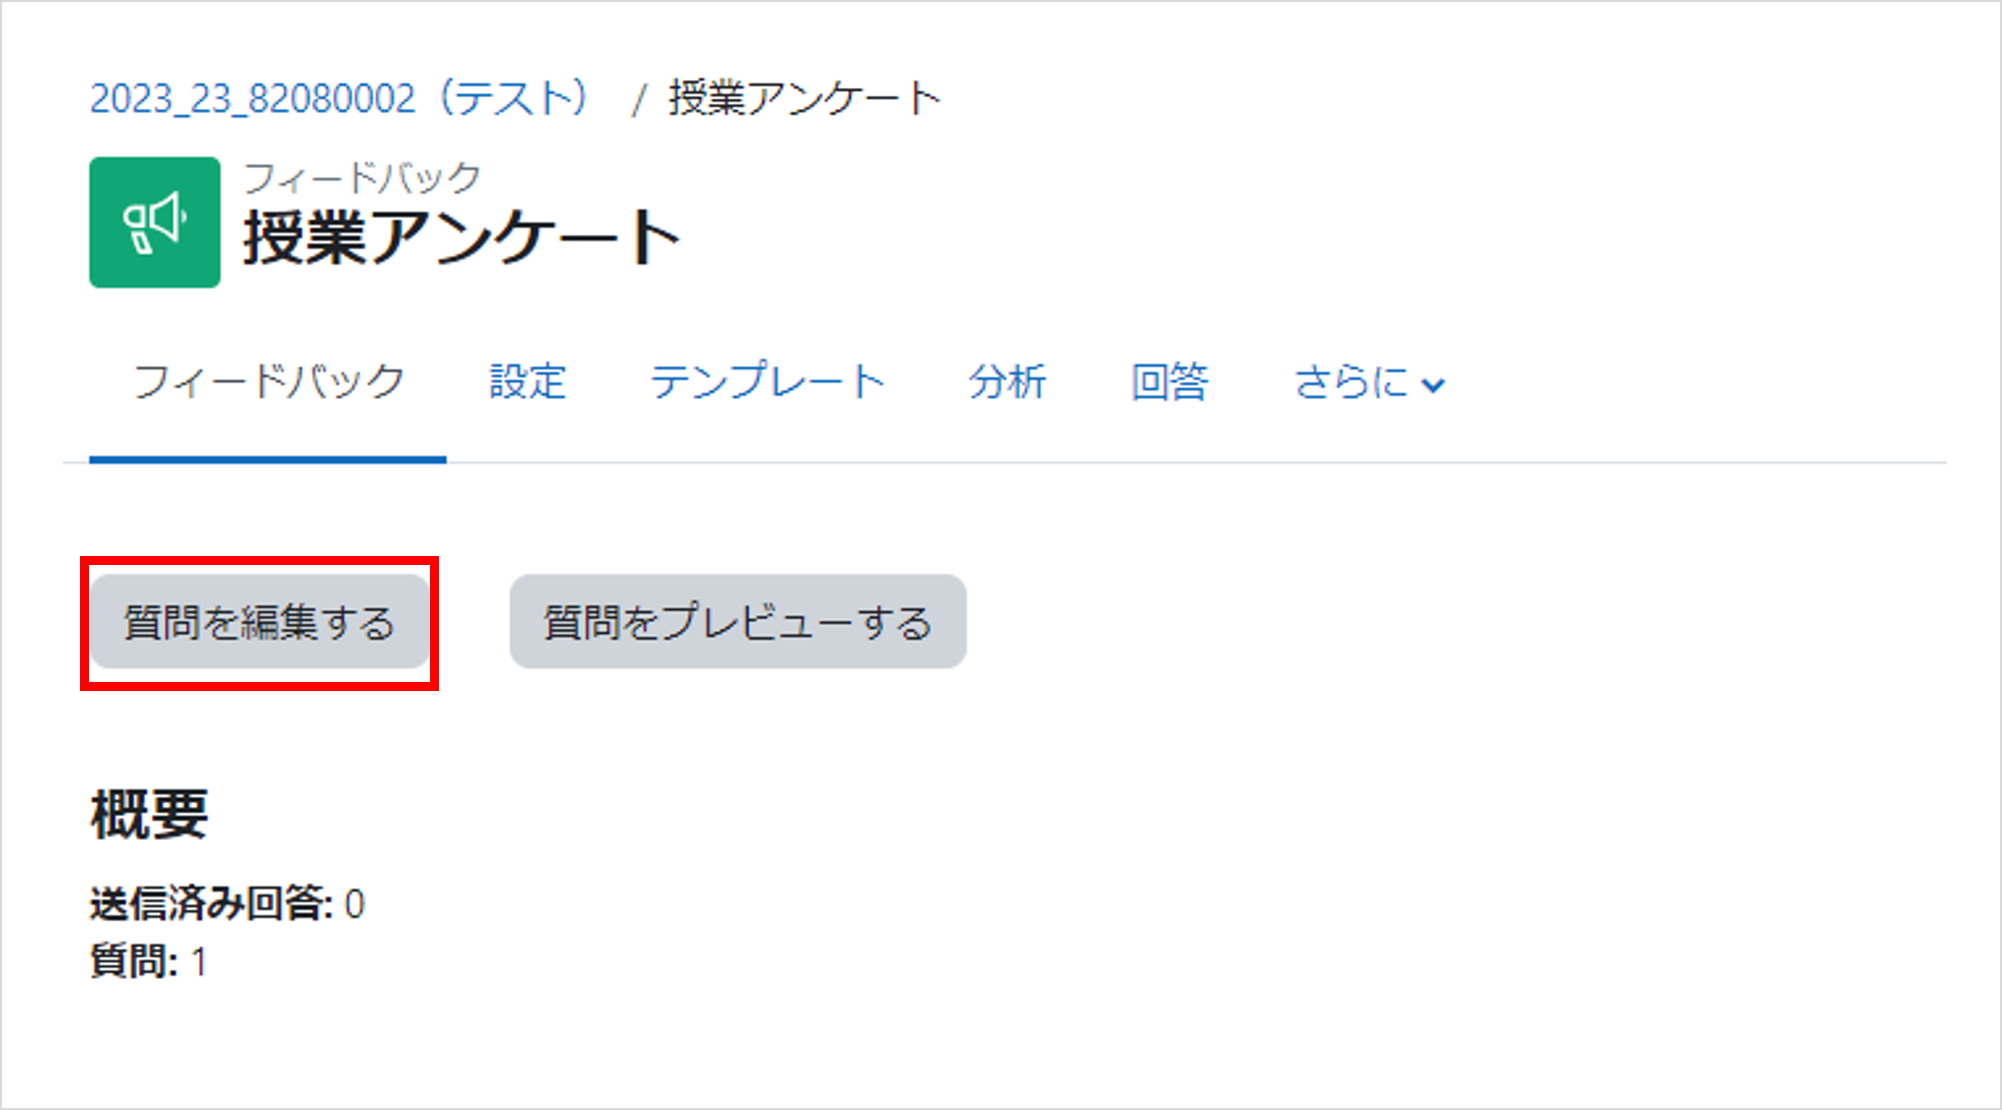 2023_23_82080002（テスト） / 授業アンケート
フィードバック
授業アンケート
フィードバック 設定 テンプレート 分析 回答 さらに
質問を編集する 質問をプレビューする
概要
送信済み回答: 0
質問: 1